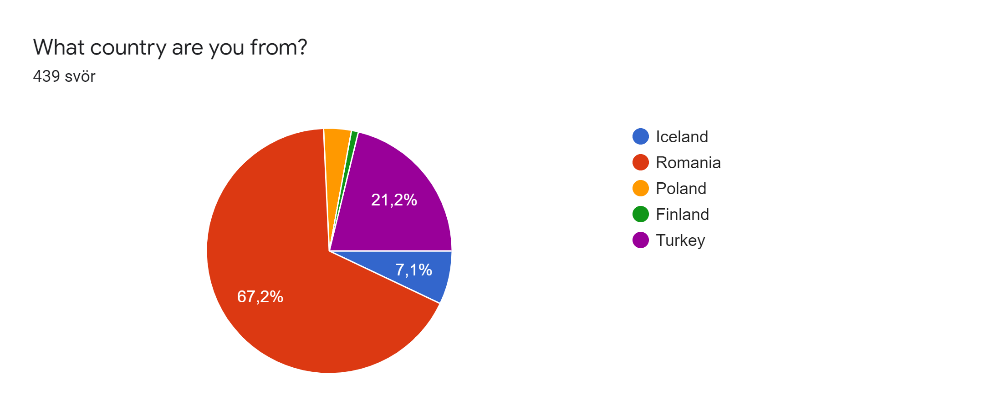 What country are you from?
439 svör
Iceland
Romania
Poland
Finland
Turkey
21,2%
7,1%
67,2%